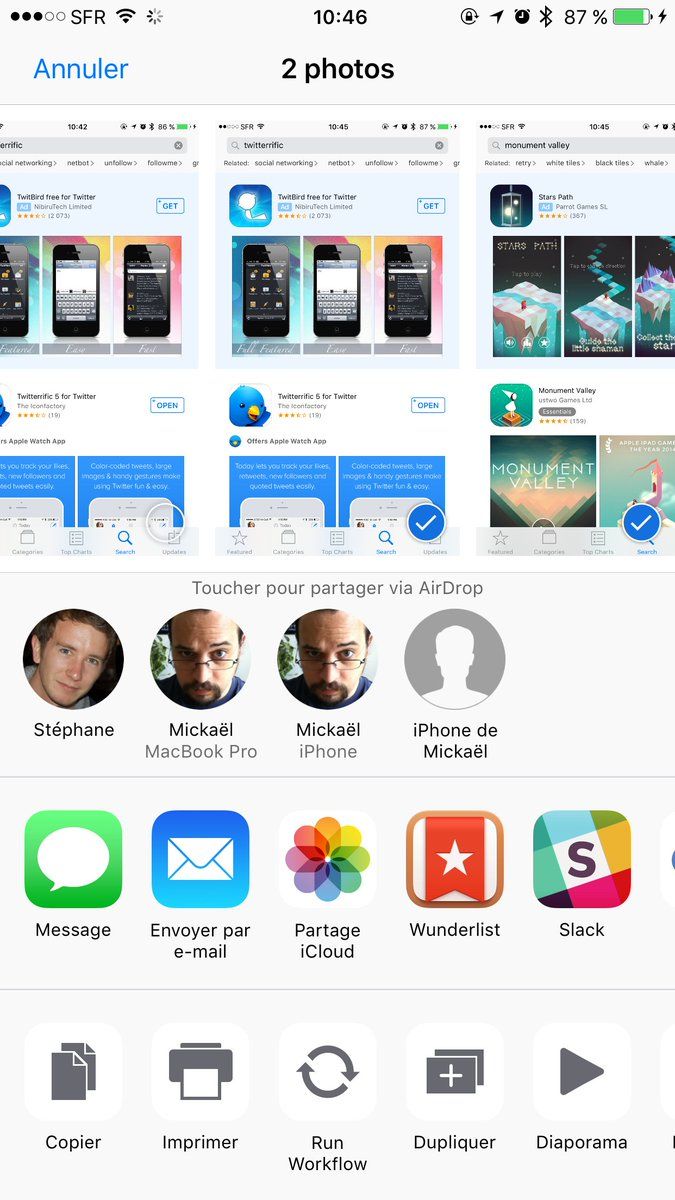 SFR 10:46 87 %
Annuler 2 photos
10:42 86 %
rrific
cial networking > netbot > unfollow > followme > gr
TwitBird free for Twitter
Ad NibiruTech Limited
(2 073)
GET
Featured Easy Fast
Twitterrific 5 for Twitter
The Iconfactory
(19)
OPEN
rs Apple Watch App
ts you track your likes,
, new followers and
oted tweets easily.
Color-coded tweets, large
images & handy gestures make
using Twitter fun & easy.
Categories Top Charts Search Updates
SFR 10:45 87 %
twitterrific
Related: social networking > netbot > unfollow > followme > gr
TwitBird free for Twitter
Ad NibiruTech Limited
(2 073)
GET
Full Featured Easy Fast
Twitterrific 5 for Twitter
The Iconfactory
(19)
OPEN
Offers Apple Watch App
Today lets you track your likes,
retweets, new followers and
quoted tweets easily.
Color-coded tweets, large
images & handy gestures make
using Twitter fun & easy.
Featured Categories Top Charts Search Updates
SFR 10:45
monument valley
Related: retry > white tiles > black tiles > whale >
Stars Path
Ad Parrot Games SL
(367)
STARS PATH
Tap to play
Tap to change direction
Guide the
little shaman
Collect the
star
Monument Valley
ustwo Games Ltd
Essentials
(159)
MONUMENT
VALLEY
APPLE IPAD GAME
THE YEAR 2014
Featured Categories Top Charts Search
Toucher pour partager via AirDrop
Stéphane
Mickaël
MacBook Pro
Mickaël
iPhone
iPhone de
Mickaël
Message
Envoyer par
e-mail
Partage
iCloud
Wunderlist
S
Slack
Copier
Imprimer
Run
Workflow
Dupliquer
Diaporama